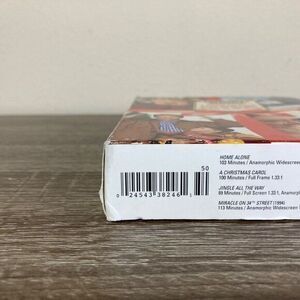 HOME ALONE
103 Minutes / Anamorphic Widescreen
A CHRISTMAS CAROL
100 Minutes / Full Frame 1.33:1
JINGLE ALL THE WAY
89 Minutes / Full Screen 1.33:1, Anamorphic
MIRACLE ON 34TH STREET (1994)
113 Minutes / Anamorphic Widescreen
50
0 24543 38246 1